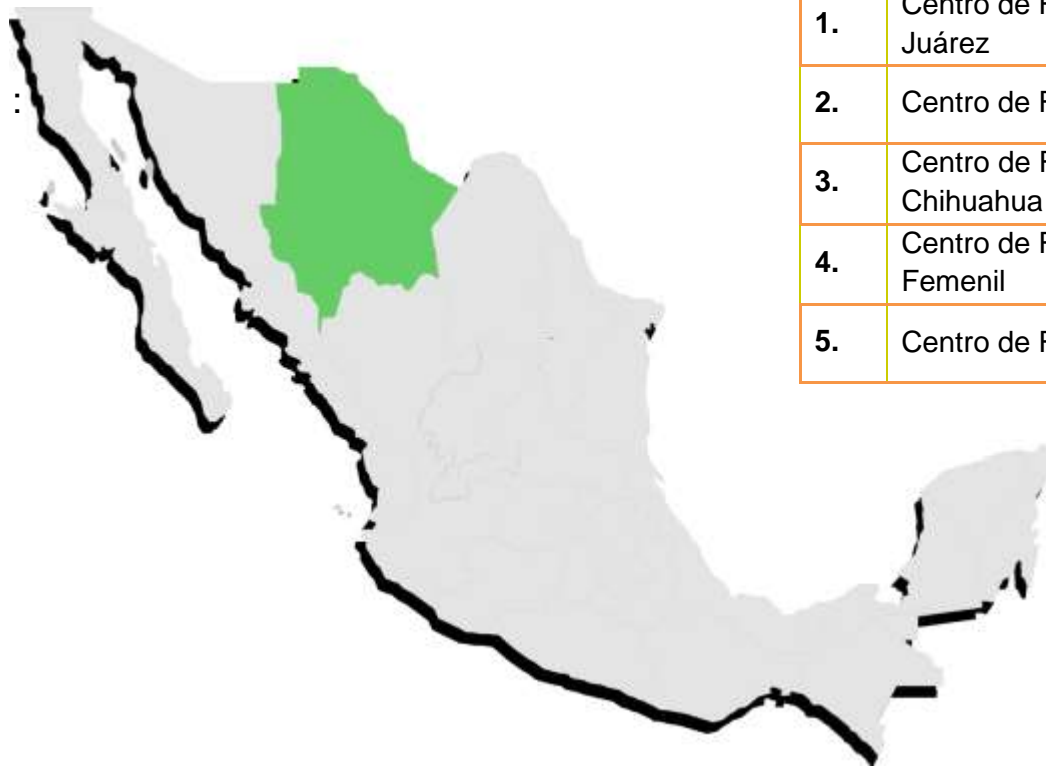 :
1. Centro de
Juárez
2. Centro de
3. Centro de
Chihuahua
4. Centro de
Femenil
5. Centro de